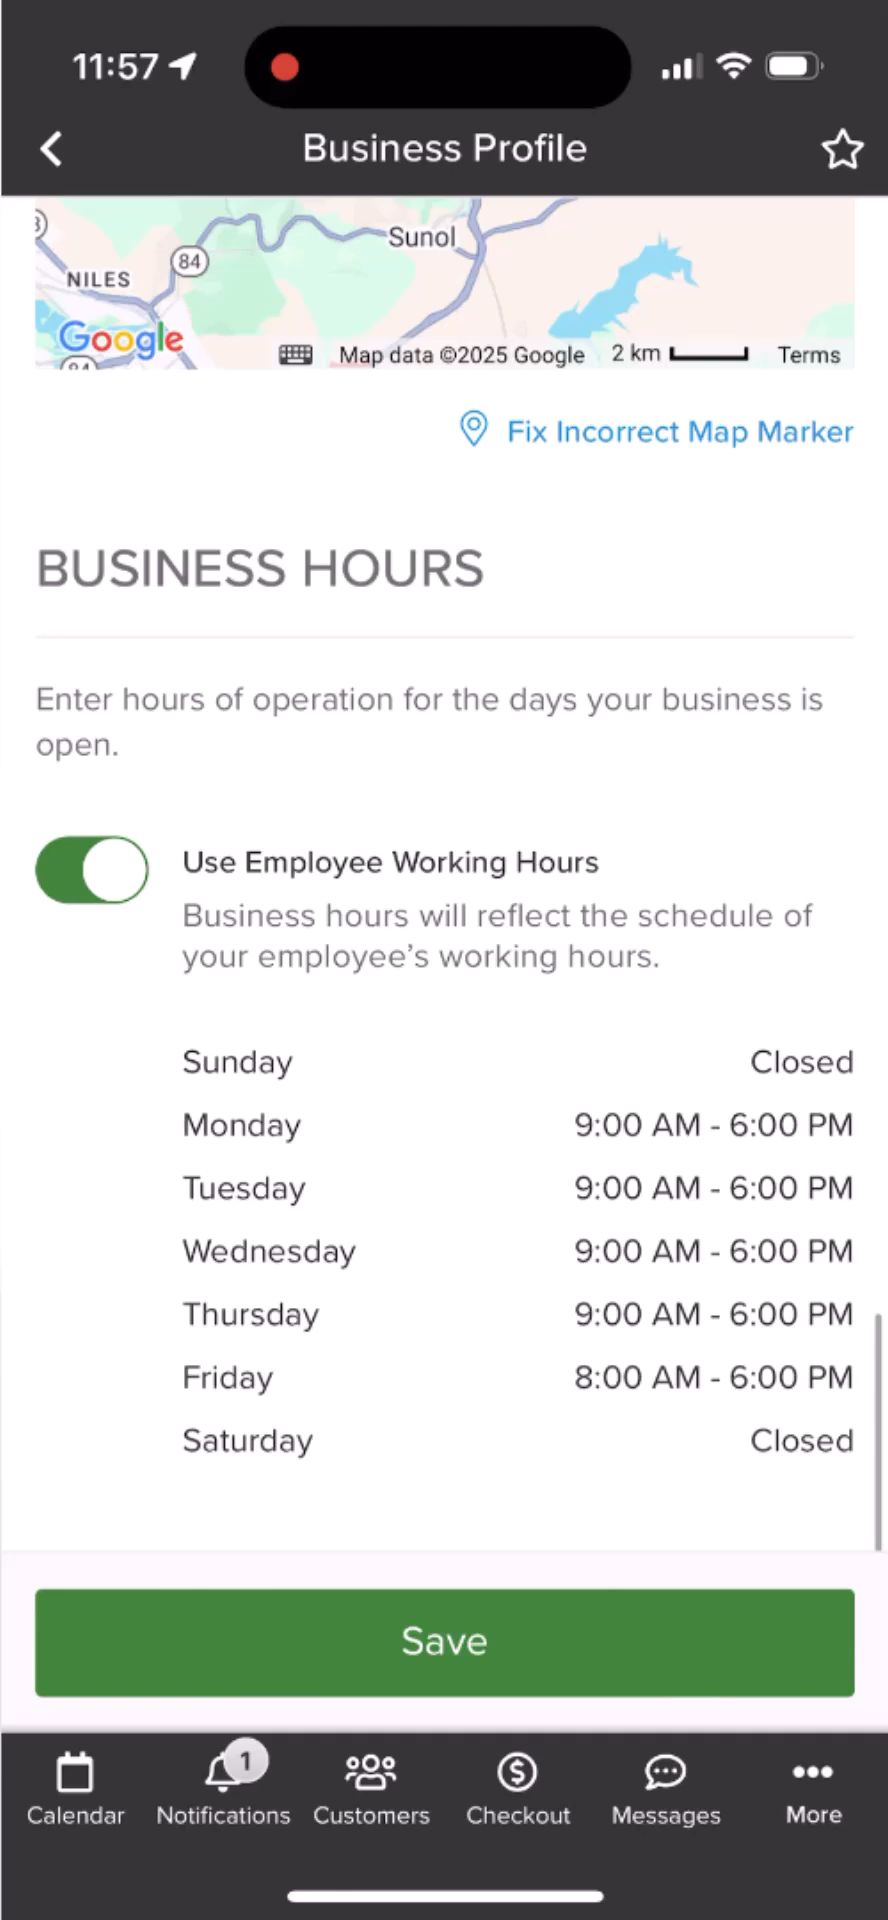 11:57
Business Profile
Sunol
84
NILES
Google
Map data ©2025 Google 2 km Terms
Fix Incorrect Map Marker
BUSINESS HOURS
Enter hours of operation for the days your business is
open.
Use Employee Working Hours
Business hours will reflect the schedule of
your employee’s working hours.
Sunday Closed
Monday 9:00 AM - 6:00 PM
Tuesday 9:00 AM - 6:00 PM
Wednesday 9:00 AM - 6:00 PM
Thursday 9:00 AM - 6:00 PM
Friday 8:00 AM - 6:00 PM
Saturday Closed
Save
1
Calendar Notifications Customers Checkout Messages More